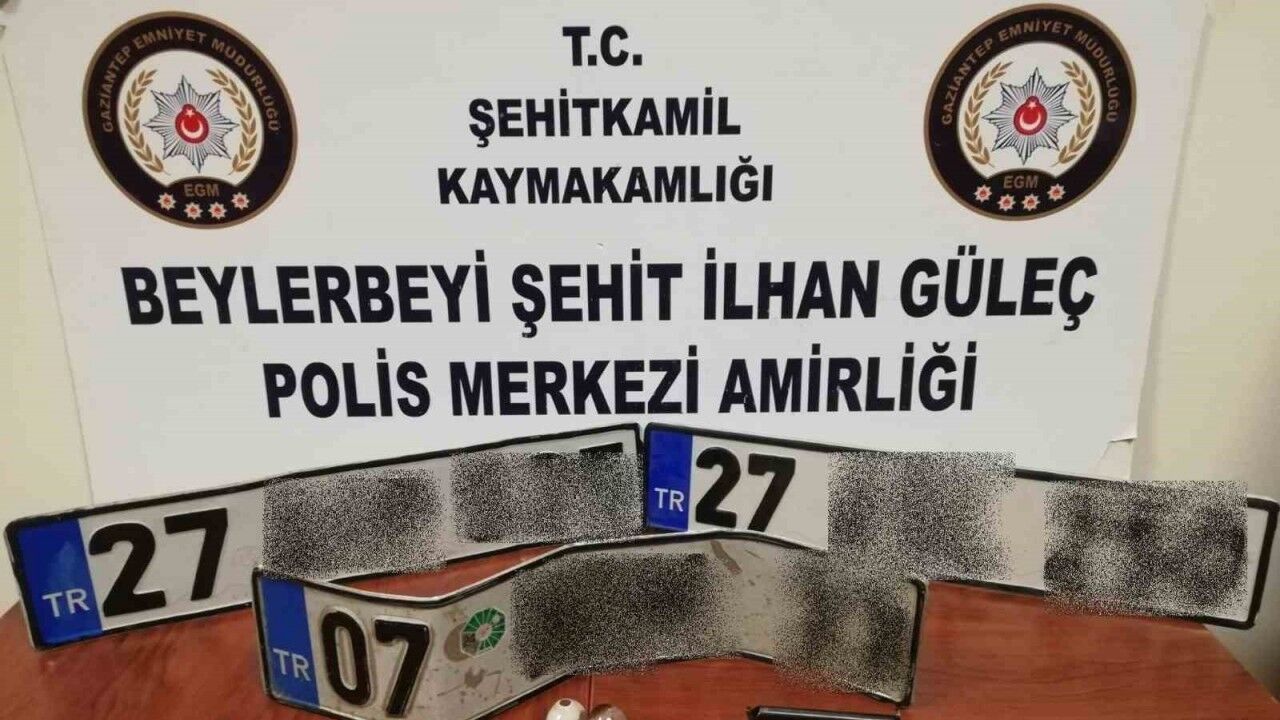 GAZİANTEP EMNİYET MÜDÜRLÜĞÜ
EGM
T.C.
ŞEHİTKAMİL
KAYMAKAMLIĞI
GAZİANTEP EMNİYET MÜDÜRLÜĞÜ
EGM
BEYLERBEYİ ŞEHİT İLHAN GÜLEÇ
POLİS MERKEZİ AMİRLİĞİ
TR 27
TR 27
TR 07